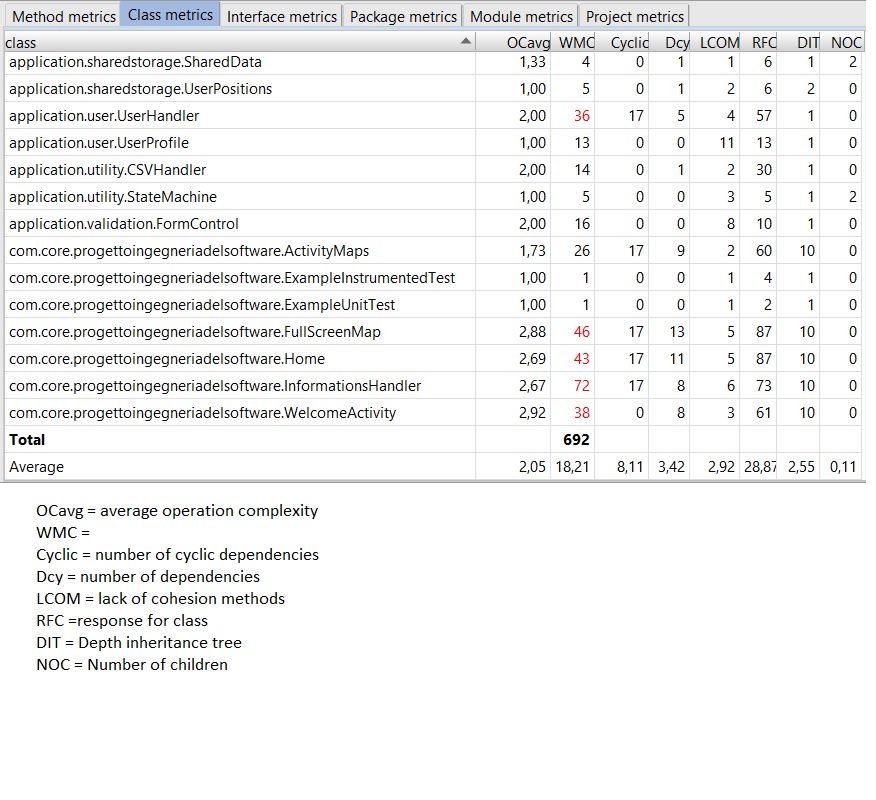 Method metrics Class metrics Interface metrics Package metrics Module metrics Project metrics
class OCavg WMC Cyclic Dcy LCOM RFC DIT NOC
application.sharedstorage.SharedData 1,33 4 0 1 1 6 1 2
application.sharedstorage.UserPositions 1,00 5 0 1 2 6 2 0
application.user.UserHandler 2,00 36 17 5 4 57 1 0
application.user.UserProfile 1,00 13 0 0 11 13 1 0
application.utility.CSVHandler 2,00 14 0 1 2 30 1 0
application.utility.StateMachine 1,00 5 0 0 3 5 1 2
application.validation.FormControl 2,00 16 0 0 8 10 1 0
com.core.progettoingegneriadelsoftware.ActivityMaps 1,73 26 17 9 2 60 10 0
com.core.progettoingegneriadelsoftware.ExampleInstrumentedTest 1,00 1 0 0 1 4 1 0
com.core.progettoingegneriadelsoftware.ExampleUnitTest 1,00 1 0 0 1 2 1 0
com.core.progettoingegneriadelsoftware.FullScreenMap 2,88 46 17 13 5 87 10 0
com.core.progettoingegneriadelsoftware.Home 2,69 43 17 11 5 87 10 0
com.core.progettoingegneriadelsoftware.InformationsHandler 2,67 72 17 8 6 73 10 0
com.core.progettoingegneriadelsoftware.WelcomeActivity 2,92 38 0 8 3 61 10 0
Total 692
Average 2,05 18,21 8,11 3,42 2,92 28,87 2,55 0,11
OCavg = average operation complexity
WMC =
Cyclic = number of cyclic dependencies
Dcy = number of dependencies
LCOM = lack of cohesion methods
RFC =response for class
DIT = Depth inheritance tree
NOC = Number of children